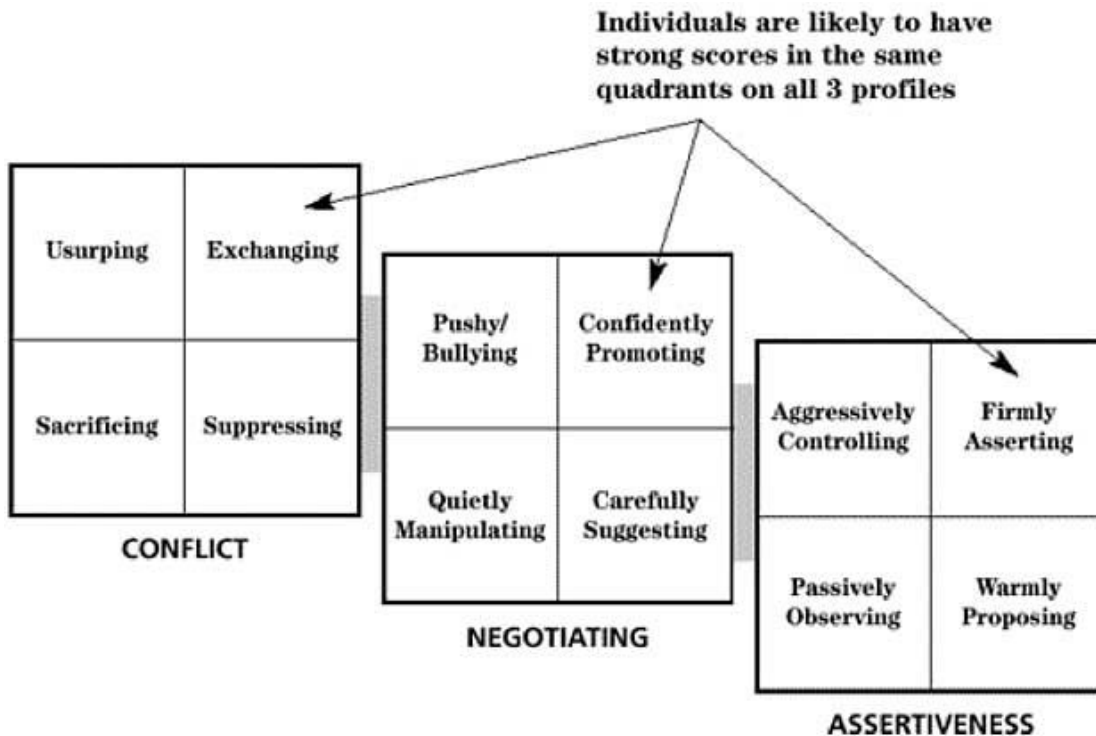 Individuals are likely to have
strong scores in the same
quadrants on all 3 profiles
Usurping
Exchanging
Sacrificing
Suppressing
CONFLICT
Pushy/
Bullying
Confidently
Promoting
Quietly
Manipulating
Carefully
Suggesting
NEGOTIATING
Aggressively
Controlling
Firmly
Asserting
Passively
Observing
Warmly
Proposing
ASSERTIVENESS